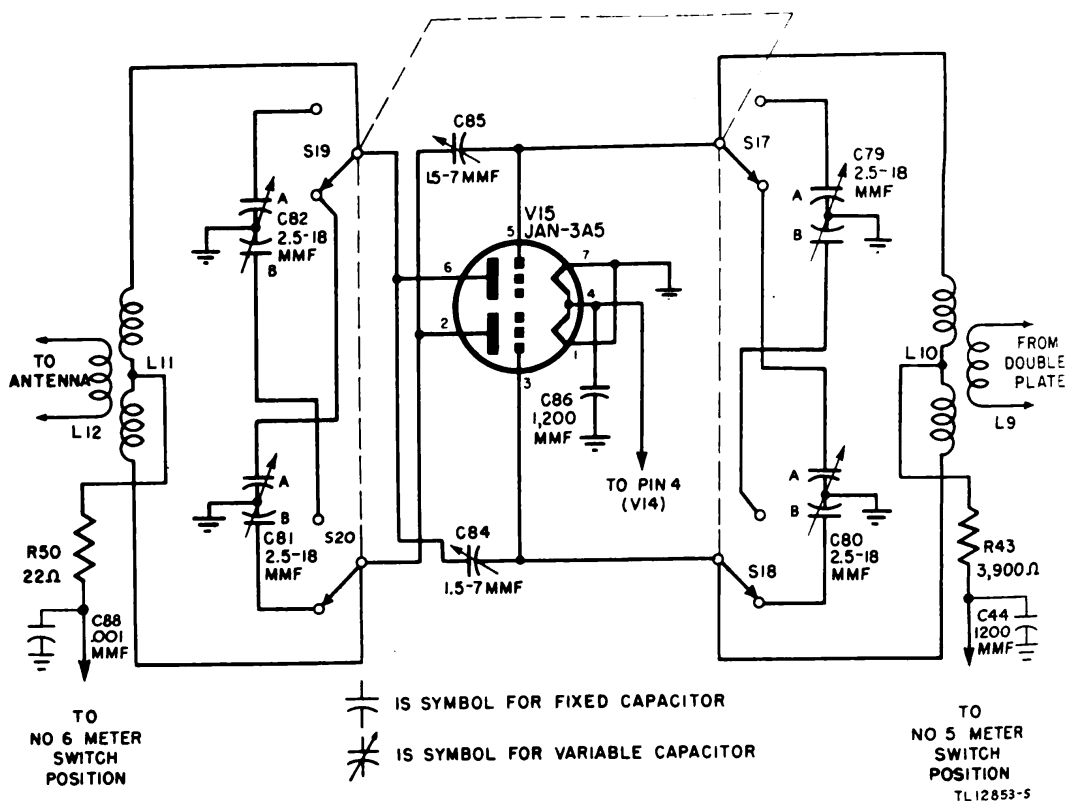 C85
1.5-7 MMF
S19
S17
C79
2.5-18
MMF
A
B
A
C82
2.5-18
MMF
B
V15
JAN-3A5
5
6
7
2
4
1
3
TO
ANTENNA
L11
L12
L10
FROM
DOUBLE
PLATE
L9
C86
1,200
MMF
TO PIN 4
(V14)
A
B
C81
2.5-18
MMF
S20
C84
1.5-7 MMF
S18
A
B
C80
2.5-18
MMF
R50
22Ω
R43
3,900Ω
C88
.001
MMF
C44
1200
MMF
TO
NO 6 METER
SWITCH
POSITION
IS SYMBOL FOR FIXED CAPACITOR
IS SYMBOL FOR VARIABLE CAPACITOR
TO
NO 5 METER
SWITCH
POSITION
TL12853-S